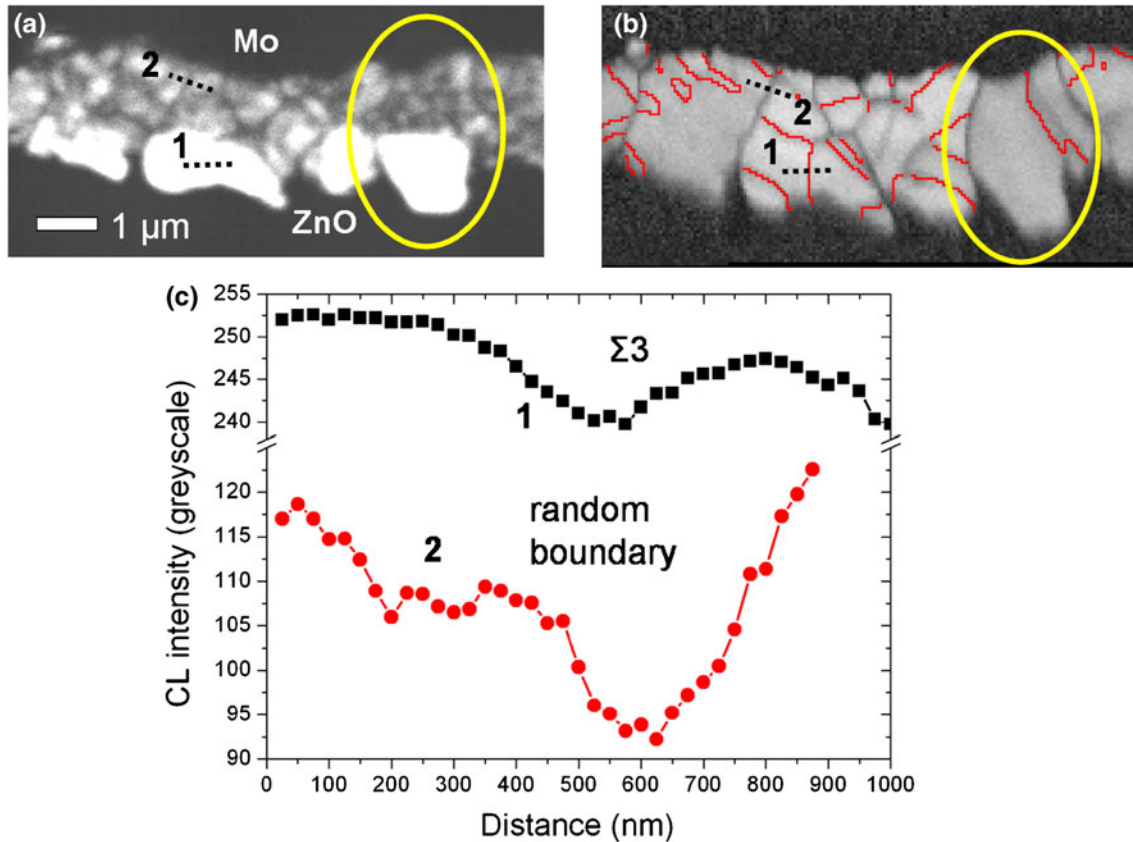 (a)
Mo
2
1
1 µm
ZnO
(b)
2
1
(c)
255
250
245
240
120
115
110
105
100
95
90
CL intensity (greyscale)
Σ3
1
random
boundary
2
0 100 200 300 400 500 600 700 800 900 1000
Distance (nm)